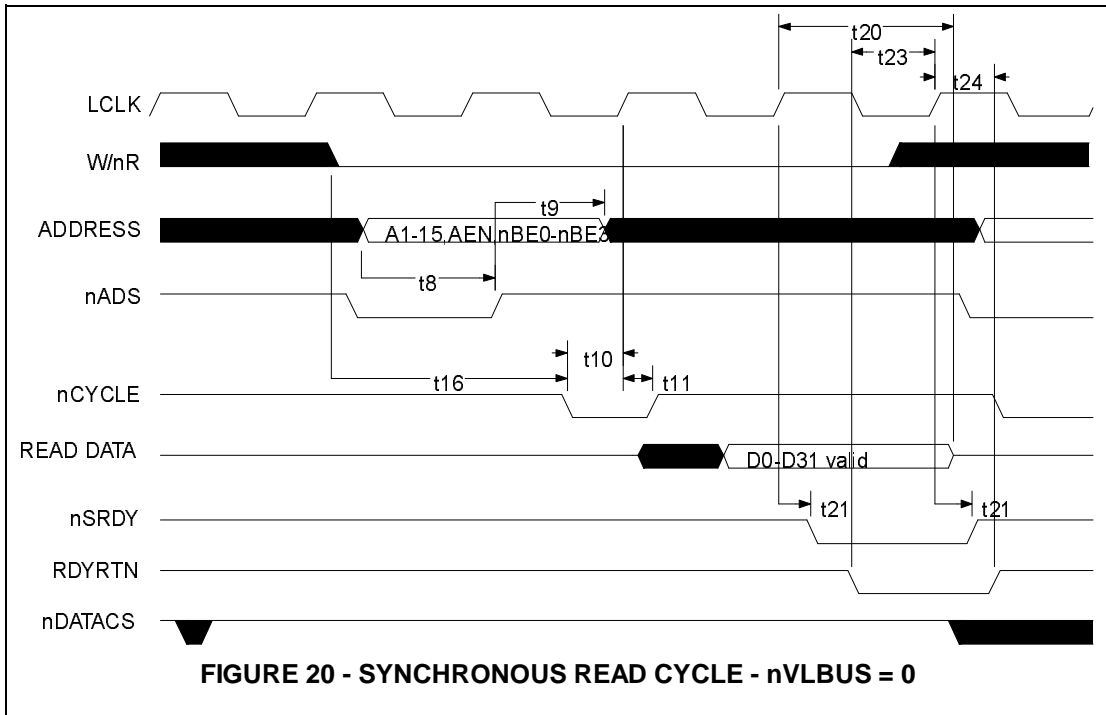 t20
t23
LCLK
t24
W/nR
t9
ADDRESS
A1-15,AEN,nBE0-nBE3
t8
nADS
t10
t16
t11
nCYCLE
READ DATA
D0-D31 valid
nSRDY
t21
t21
RDYRTN
nDATACS
FIGURE 20 - SYNCHRONOUS READ CYCLE - nVLBUS = 0